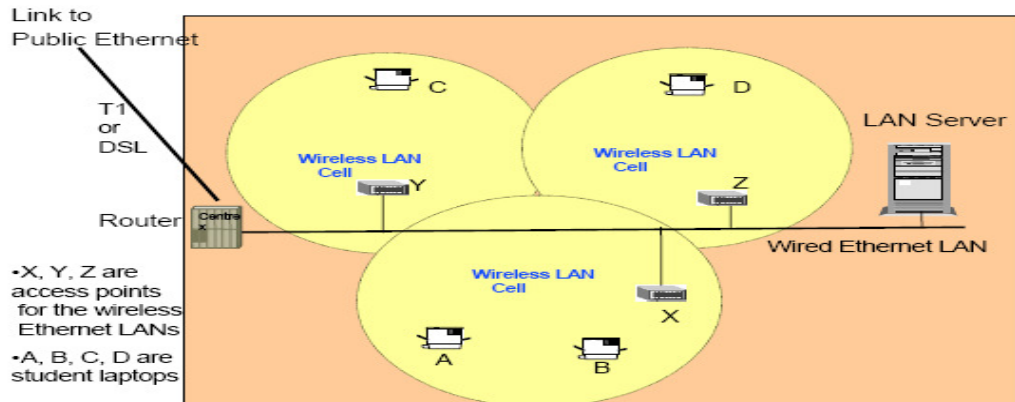 Link to
Public Ethernet
T1
or
DSL
C
D
LAN Server
Wireless LAN
Cell
Y
Wireless LAN
Cell
Z
Router
Centre
x
Wired Ethernet LAN
Wireless LAN
Cell
X
A
B
•X, Y, Z are
access points
for the wireless
Ethernet LANs
•A, B, C, D are
student laptops